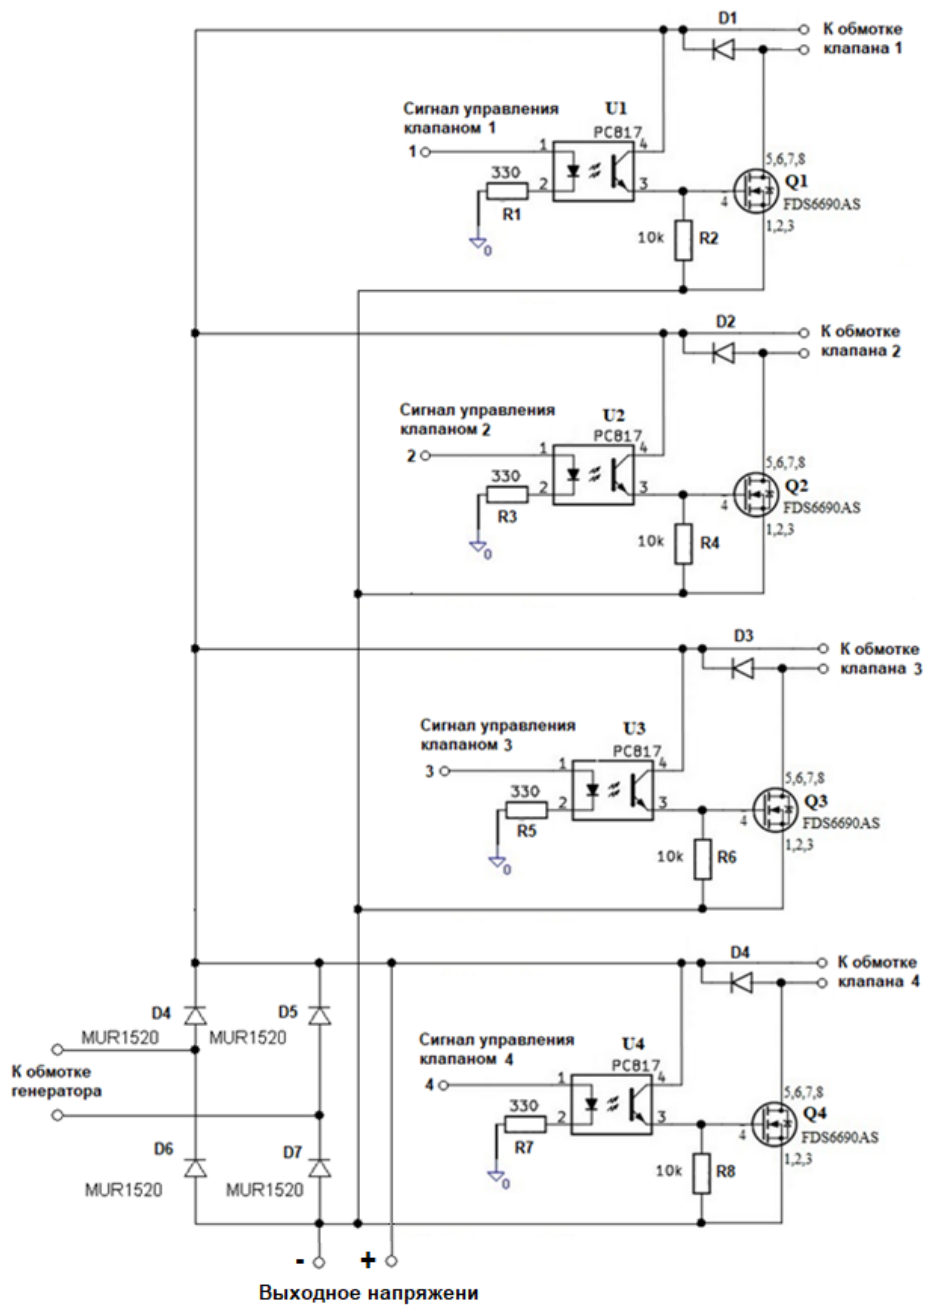 D1
К обмотке
клапана 1
Сигнал управления
клапаном 1
U1
PC817
1
1
4
2
3
330
R1
0
5,6,7,8
Q1
4
FDS6690AS
1,2,3
10k
R2
D2
К обмотке
клапана 2
Сигнал управления
клапаном 2
U2
PC817
2
1
4
2
3
330
R3
0
5,6,7,8
Q2
4
FDS6690AS
1,2,3
10k
R4
D3
К обмотке
клапана 3
Сигнал управления
клапаном 3
U3
PC817
3
1
4
2
3
330
R5
0
5,6,7,8
Q3
4
FDS6690AS
1,2,3
10k
R6
D4
К обмотке
клапана 4
Сигнал управления
клапаном 4
U4
PC817
4
1
4
2
3
330
R7
0
5,6,7,8
Q4
4
FDS6690AS
1,2,3
10k
R8
D4
MUR1520
D5
MUR1520
К обмотке
генератора
D6
MUR1520
D7
MUR1520
- +
Выходное напряжени